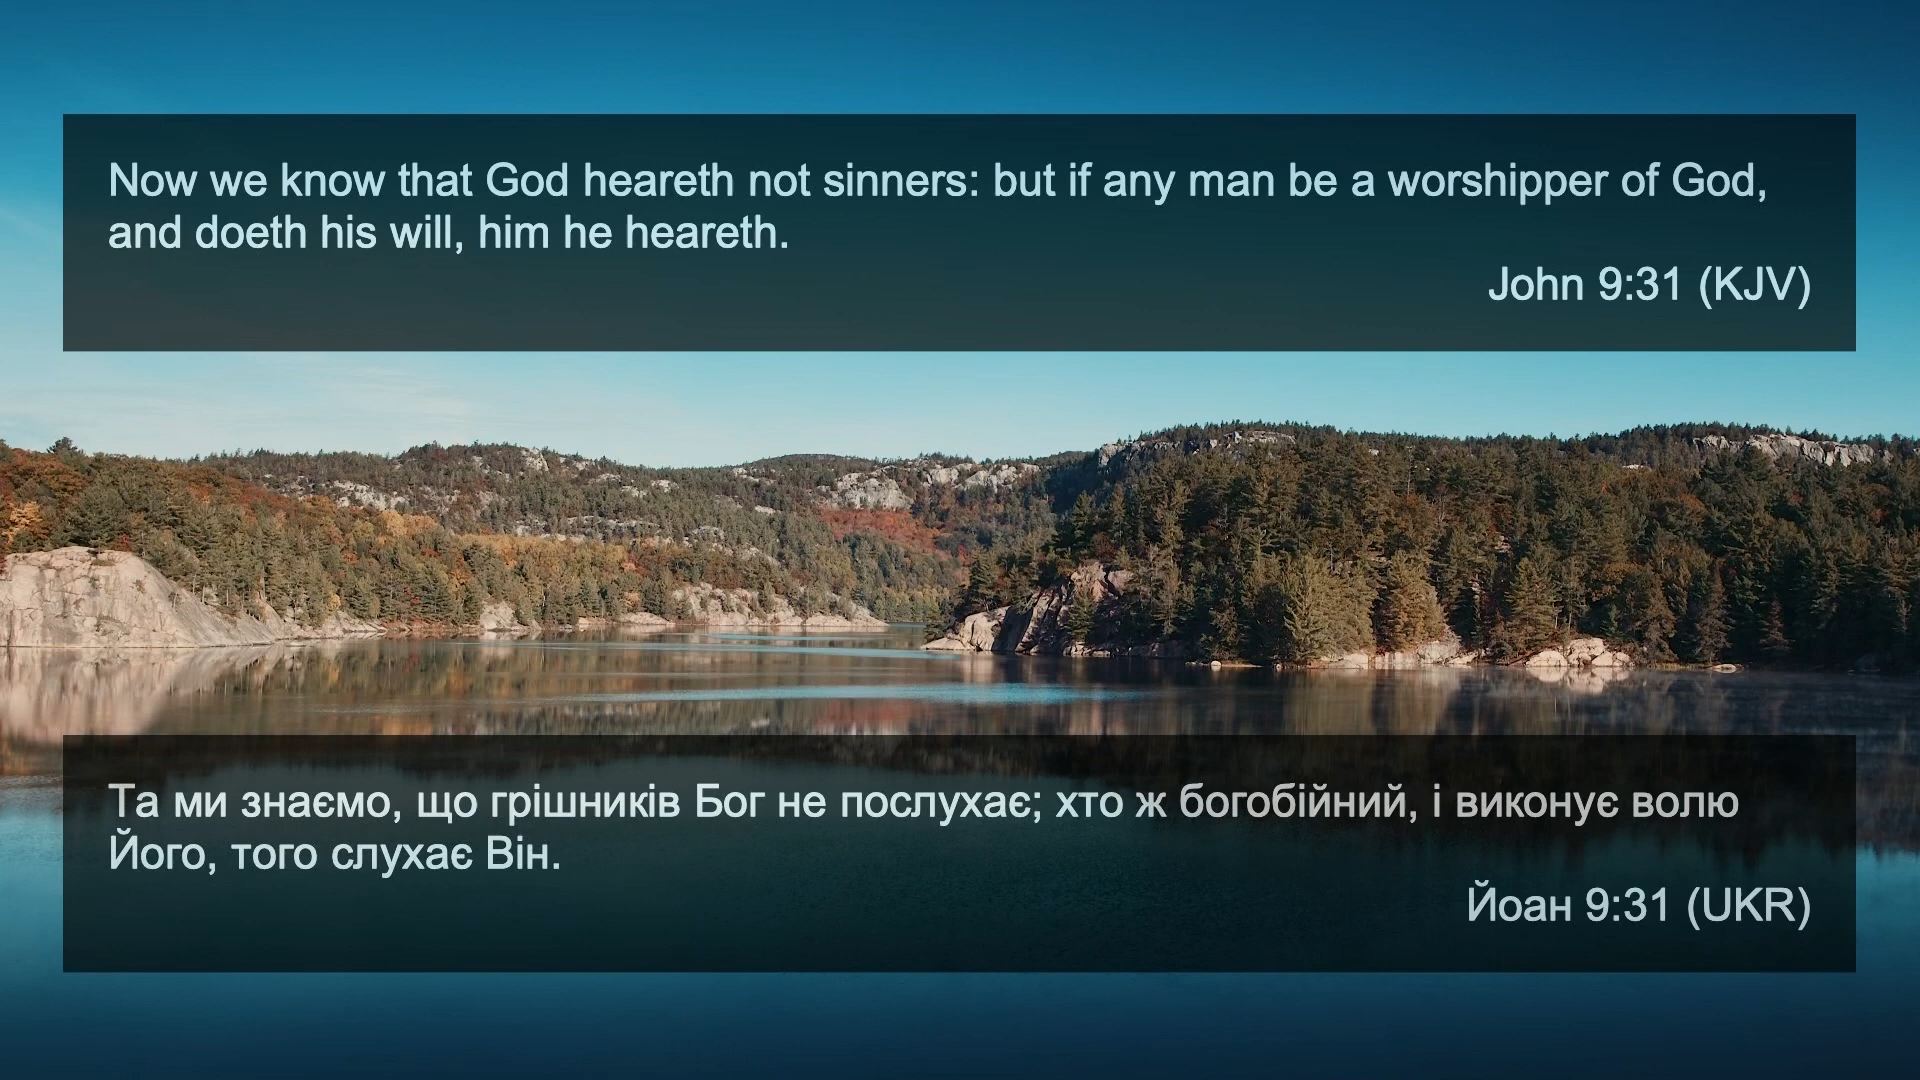 Now we know that God heareth not sinners: but if any man be a worshipper of God,
and doeth his will, him he heareth.
John 9:31 (KJV)
Та ми знаємо, що грішників Бог не послухає; хто ж богобійний, і виконує волю
Його, того слухає Він.
Йоан 9:31 (UKR)